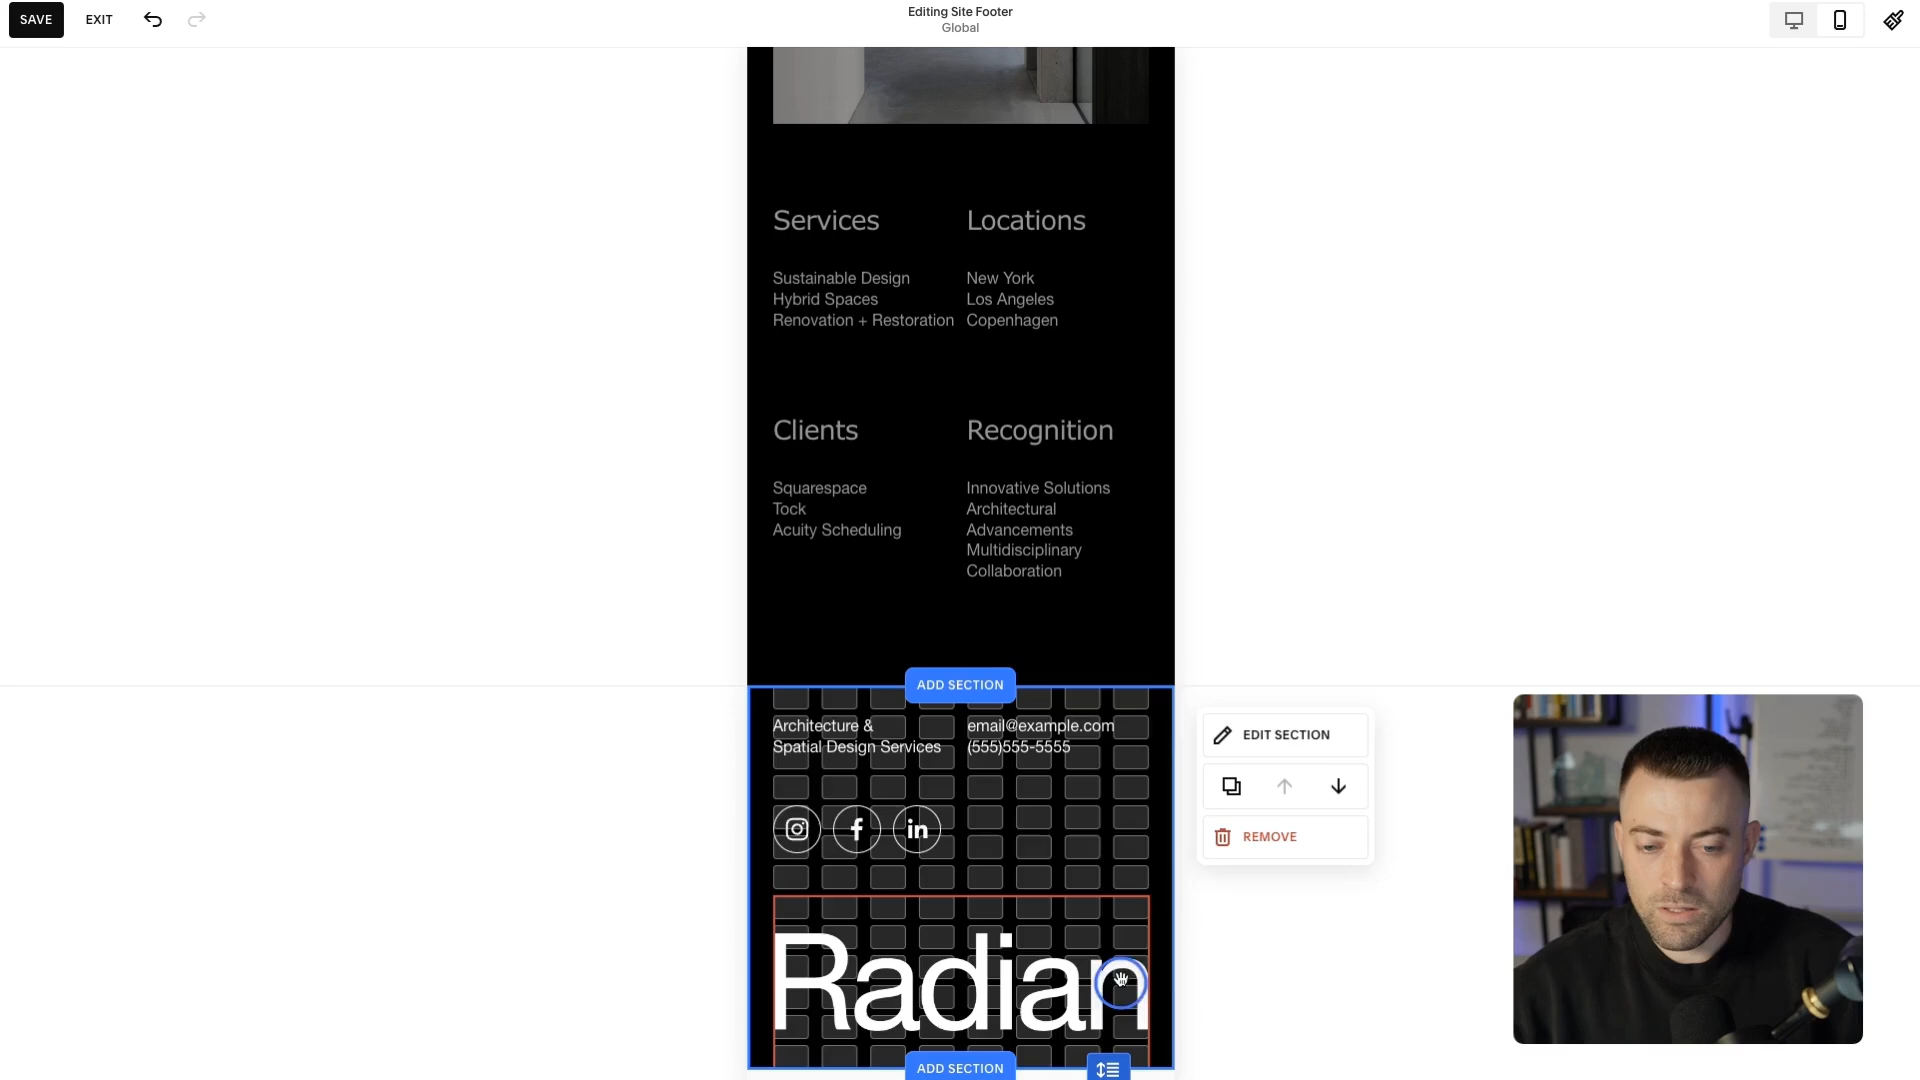 SAVE
EXIT
Editing Site Footer
Global
Services
Locations
Sustainable Design
Hybrid Spaces
Renovation + Restoration
New York
Los Angeles
Copenhagen
Clients
Recognition
Squarespace
Tock
Acuity Scheduling
Innovative Solutions
Architectural
Advancements
Multidisciplinary
Collaboration
ADD SECTION
Architecture &
Spatial Design Services
email@example.com
(555)555-5555
EDIT SECTION
REMOVE
Radian
ADD SECTION